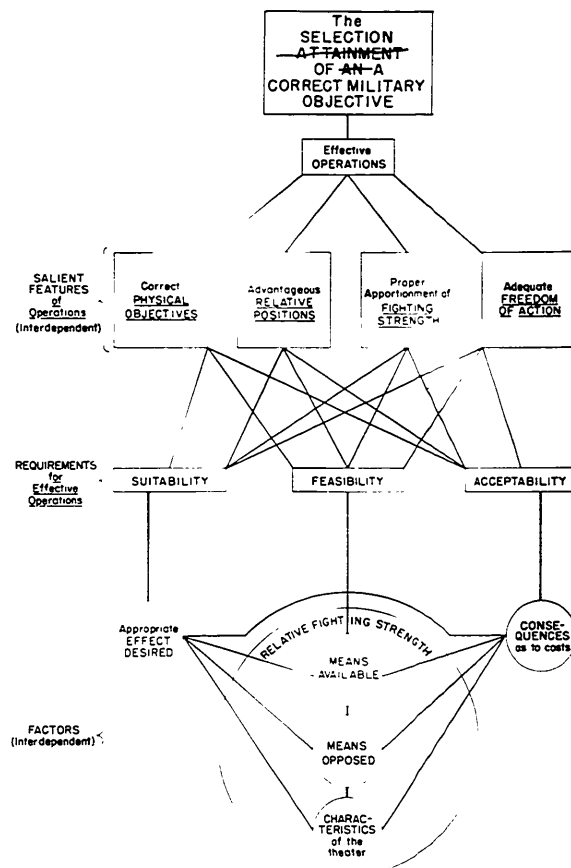 The
SELECTION
ATTAINMENT
OF AN A
CORRECT MILITARY
OBJECTIVE
Effective
OPERATIONS
SALIENT
FEATURES
of
Operations
(Interdependent)
Correct
PHYSICAL
OBJECTIVES
Advantageous
RELATIVE
POSITIONS
Proper
Apportionment of
FIGHTING
STRENGTH
Adequate
FREEDOM
OF ACTION
REQUIREMENTS
for
Effective
Operations
SUITABILITY
FEASIBILITY
ACCEPTABILITY
FACTORS
(Interdependent)
Appropriate
EFFECT
DESIRED
RELATIVE FIGHTING STRENGTH
MEANS
AVAILABLE
MEANS
OPPOSED
CHARAC-
TERISTICS
of the
theater
CONSE-
QUENCES
as to costs